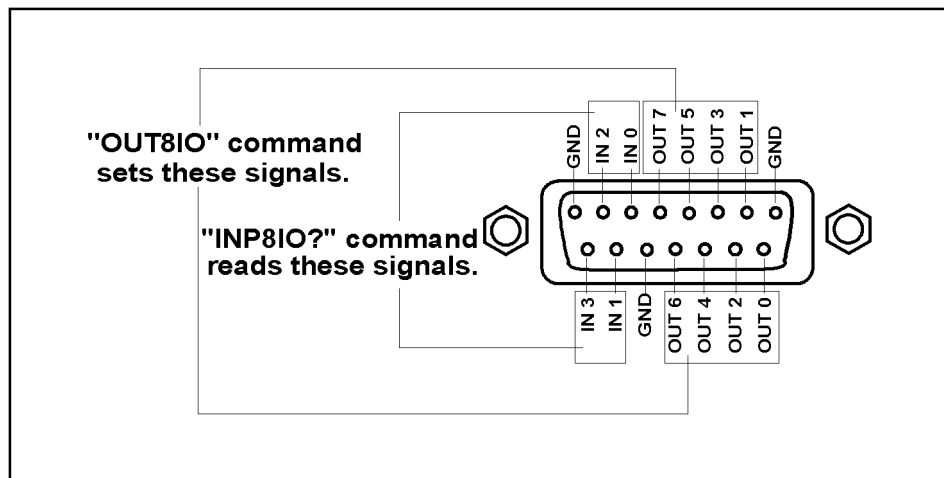 "OUT8IO" command
sets these signals.
"INP8IO?" command
reads these signals.
GND
IN 2
IN 0
OUT 7
OUT 5
OUT 3
OUT 1
GND
IN 3
IN 1
GND
OUT 6
OUT 4
OUT 2
OUT 0